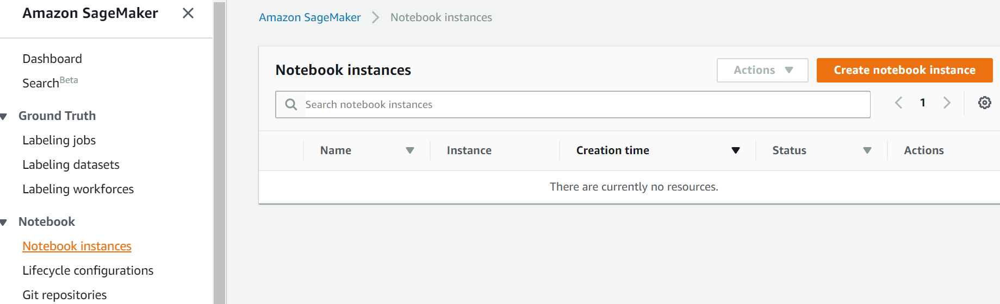 Amazon SageMaker
Dashboard
Search Beta
Ground Truth
Labeling jobs
Labeling datasets
Labeling workforces
Notebook
Notebook instances
Lifecycle configurations
Git repositories
Amazon SageMaker > Notebook instances
Notebook instances
Actions
Create notebook instance
Search notebook instances
1
Name Instance Creation time Status Actions
There are currently no resources.